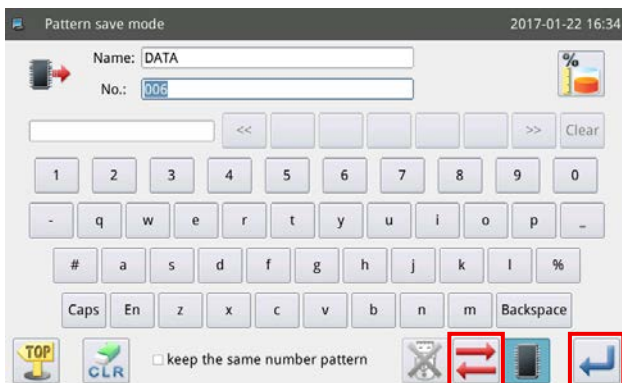 Pattern save mode 2017-01-22 16:34
Name: DATA
No.: 006
%
<< >> Clear
1 2 3 4 5 6 7 8 9 0
- q w e r t y u i o p _
# a s d f g h j k l %
Caps En z x c v b n m Backspace
TOP CLR keep the same number pattern